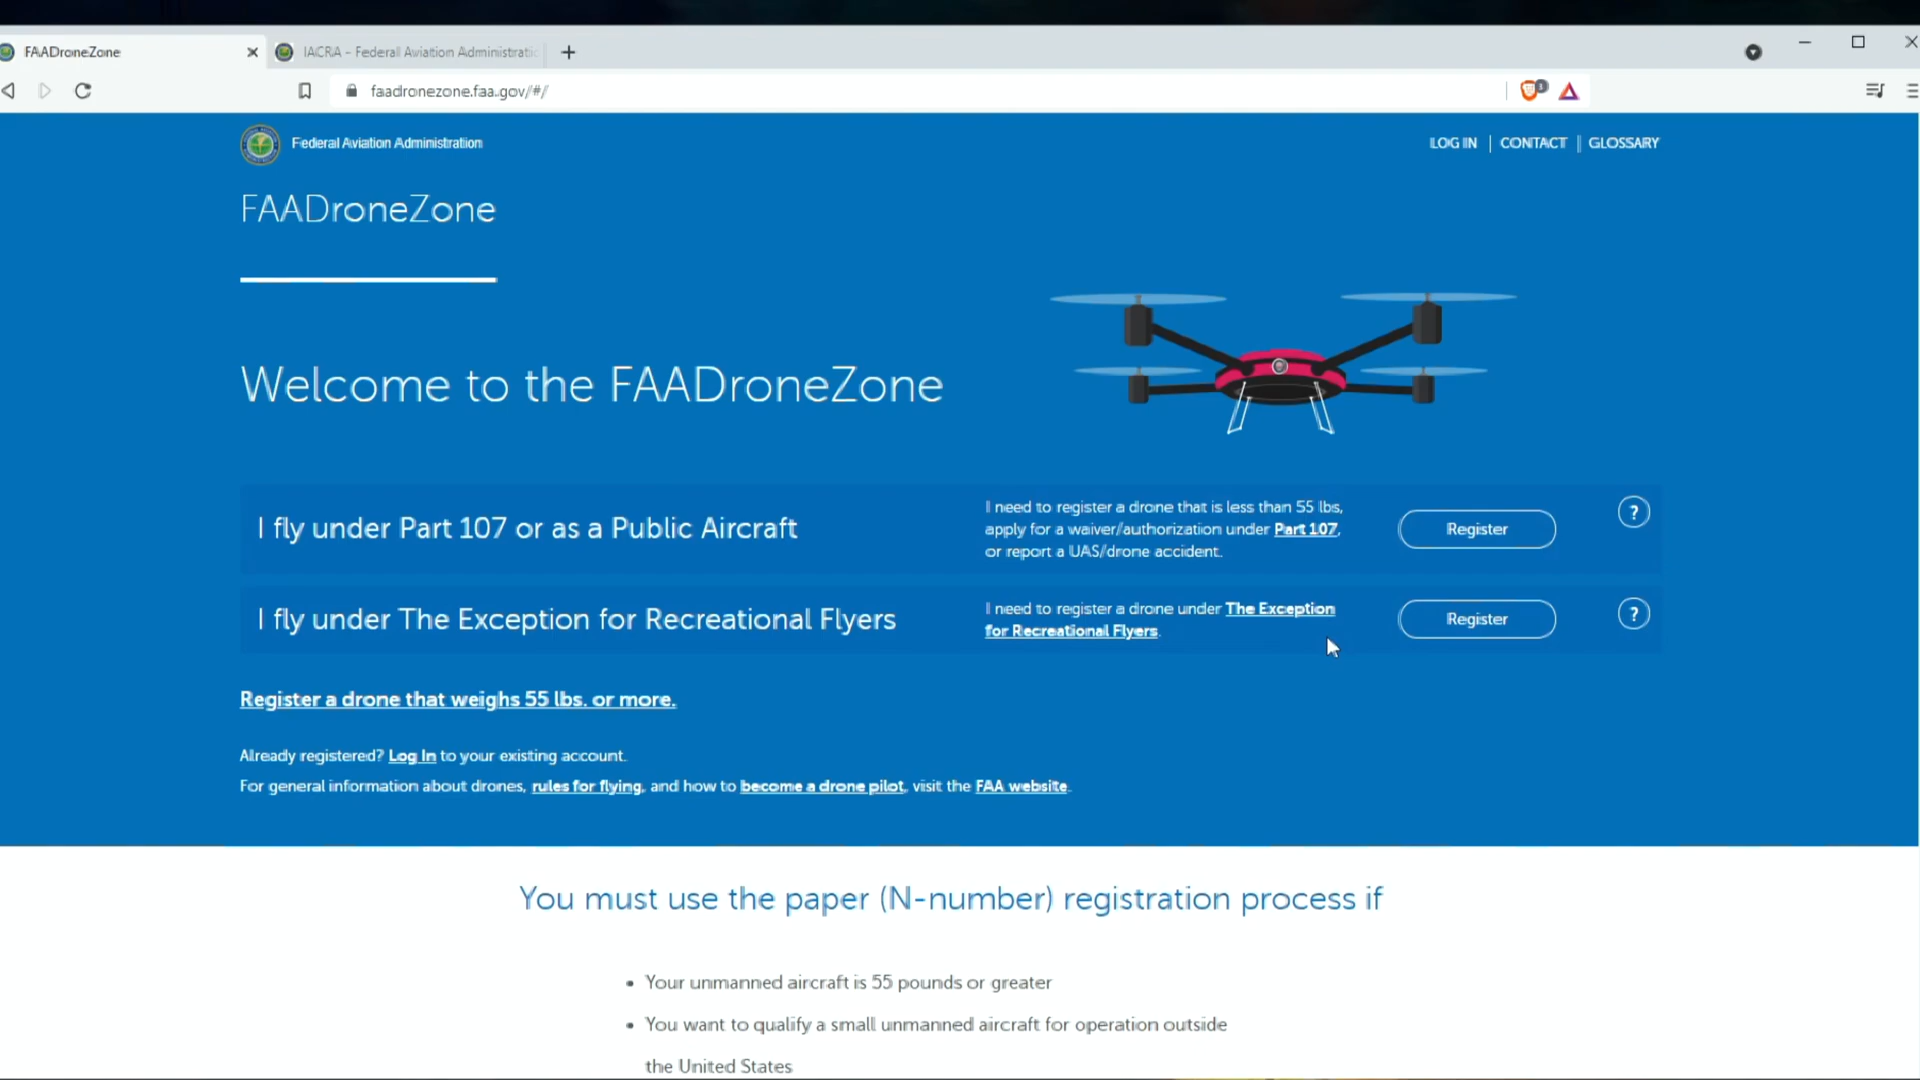 FAADroneZone
IACRA - Federal Aviation Administratic
faadronezone.faa.gov/#/
Federal Aviation Administration
LOG IN | CONTACT | GLOSSARY
FAADroneZone
Welcome to the FAADroneZone
I fly under Part 107 or as a Public Aircraft
I need to register a drone that is less than 55 lbs,
apply for a waiver/authorization under Part 107,
or report a UAS/drone accident.
Register
?
I fly under The Exception for Recreational Flyers
I need to register a drone under The Exception
for Recreational Flyers.
Register
?
Register a drone that weighs 55 lbs. or more.
Already registered? Log In to your existing account.
For general information about drones, rules for flying, and how to become a drone pilot, visit the FAA website.
You must use the paper (N-number) registration process if
• Your unmanned aircraft is 55 pounds or greater
• You want to qualify a small unmanned aircraft for operation outside
the United States